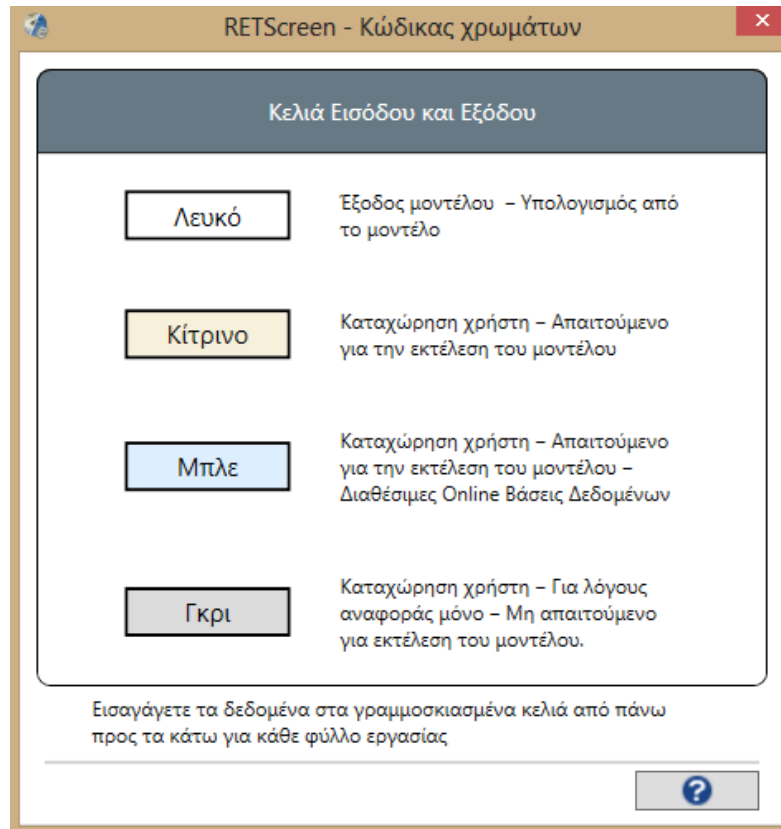 RETScreen - Κώδικας χρωμάτων
Κελιά Εισόδου και Εξόδου
Λευκό
Έξοδος μοντέλου – Υπολογισμός από
το μοντέλο
Κίτρινο
Καταχώρηση χρήστη – Απαιτούμενο
για την εκτέλεση του μοντέλου
Μπλε
Καταχώρηση χρήστη – Απαιτούμενο
για την εκτέλεση του μοντέλου –
Διαθέσιμες Online Βάσεις Δεδομένων
Γκρι
Καταχώρηση χρήστη – Για λόγους
αναφοράς μόνο – Μη απαιτούμενο
για εκτέλεση του μοντέλου.
Εισαγάγετε τα δεδομένα στα γραμμοσκιασμένα κελιά από πάνω
προς τα κάτω για κάθε φύλλο εργασίας